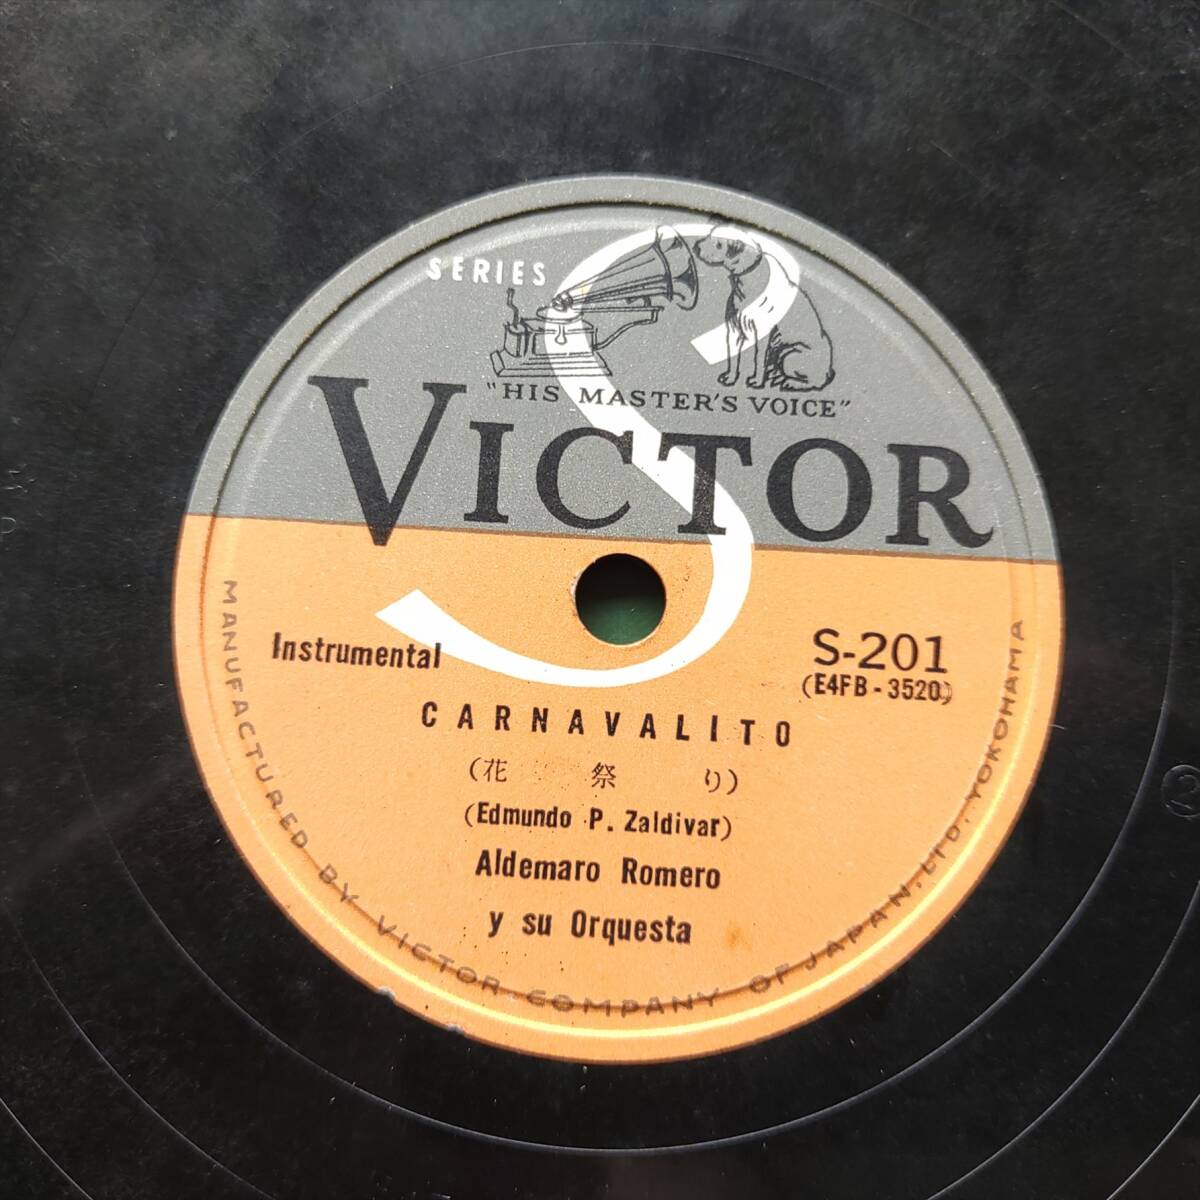 SERIES
S
"HIS MASTER'S VOICE"
VICTOR
Instrumental
S-201
(E4FB-3520)
CARNAVALITO
(花祭り)
(Edmundo P. Zaldivar)
Aldemaro Romero
y su Orquesta
MANUFACTURED BY VICTOR COMPANY OF JAPAN, LTD. YOKOHAMA
2